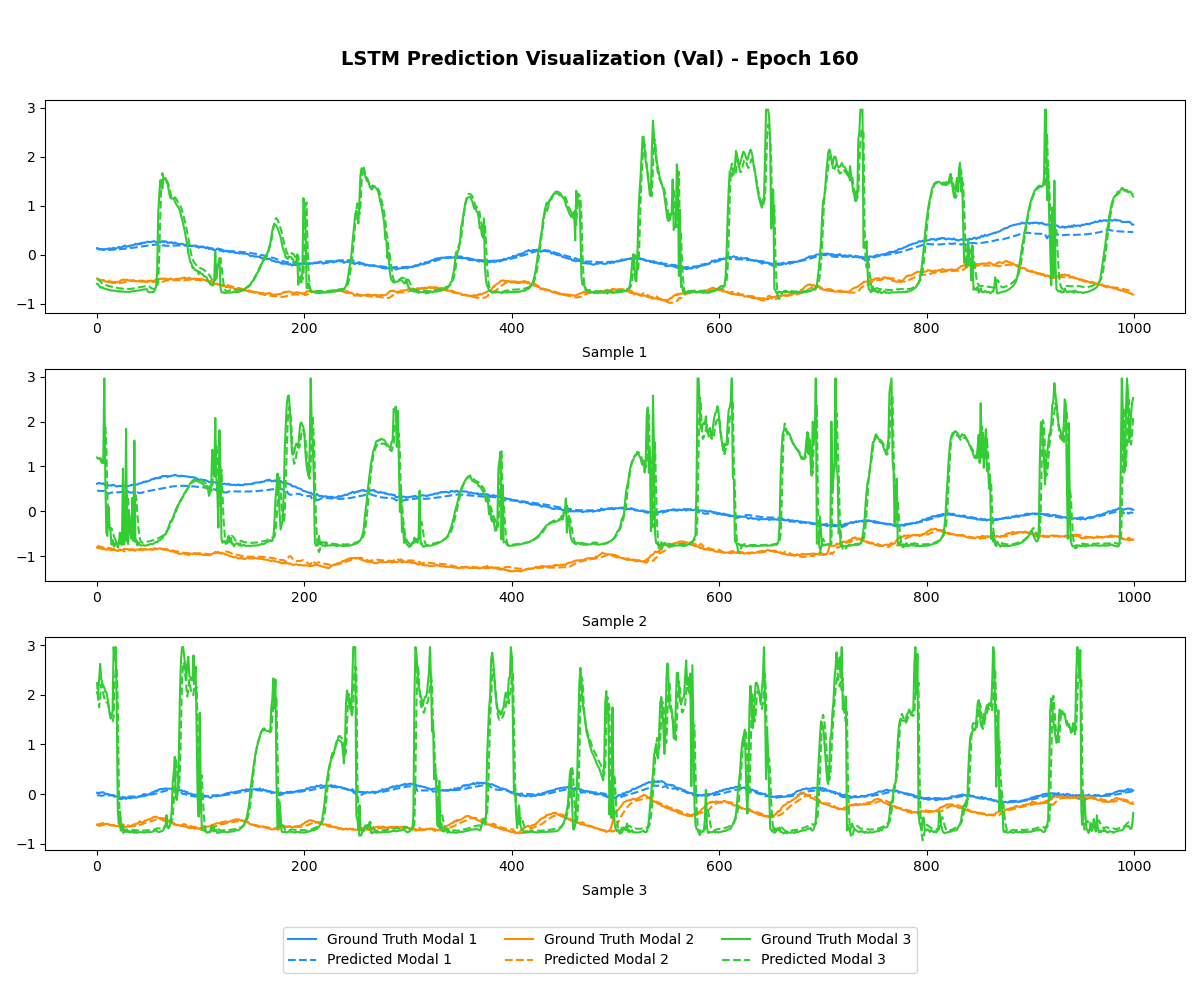 LSTM Prediction Visualization (Val) - Epoch 160
3
2
1
0
−1
0 200 400 600 800 1000
Sample 1
3
2
1
0
−1
0 200 400 600 800 1000
Sample 2
3
2
1
0
−1
0 200 400 600 800 1000
Sample 3
Ground Truth Modal 1 Ground Truth Modal 2 Ground Truth Modal 3
Predicted Modal 1 Predicted Modal 2 Predicted Modal 3